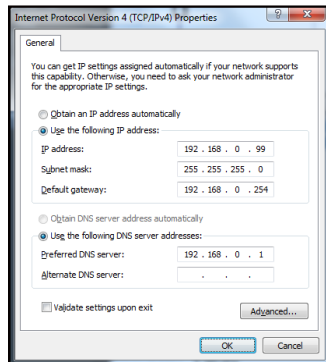 Internet Protocol Version 4 (TCP/IPv4) Properties
General
You can get IP settings assigned automatically if your network supports
this capability. Otherwise, you need to ask your network administrator
for the appropriate IP settings.
Obtain an IP address automatically
Use the following IP address:
IP address: 192 . 168 . 0 . 99
Subnet mask: 255 . 255 . 255 . 0
Default gateway: 192 . 168 . 0 . 254
Obtain DNS server address automatically
Use the following DNS server addresses:
Preferred DNS server: 192 . 168 . 0 . 1
Alternate DNS server: . . .
Validate settings upon exit
Advanced...
OK Cancel